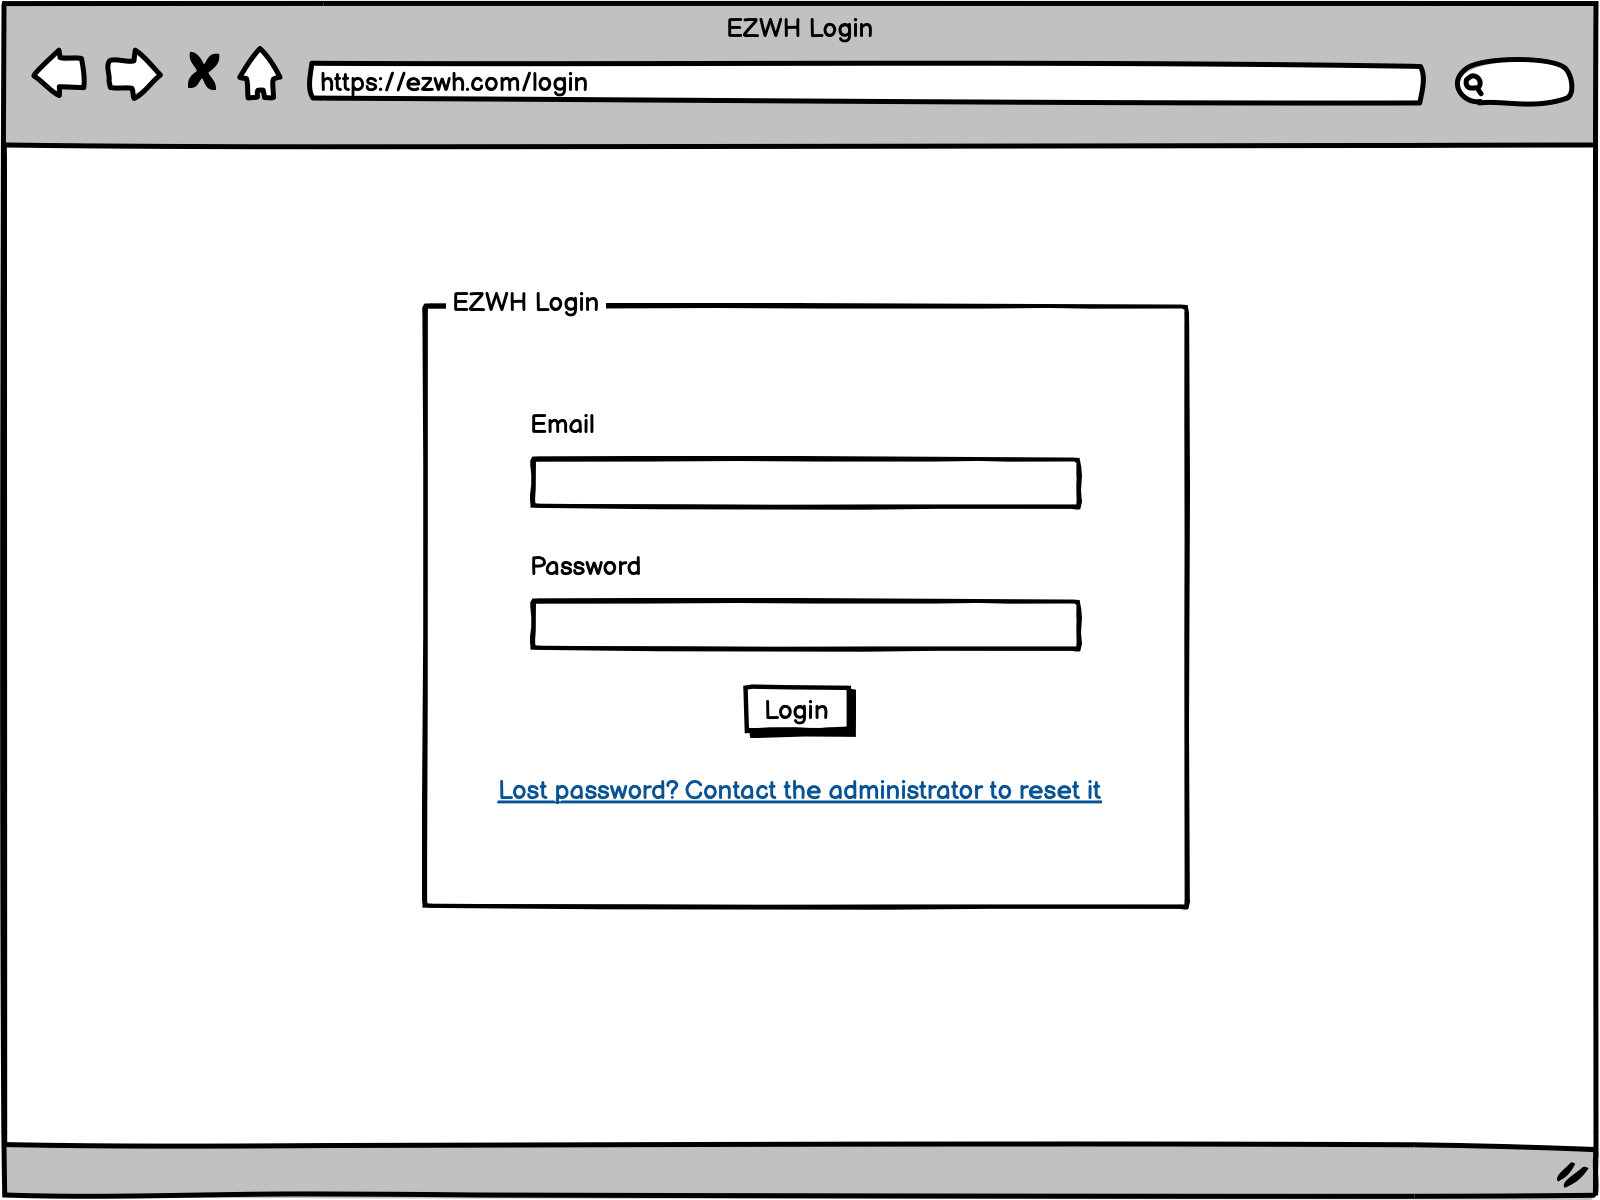 EZWH Login
https://ezwh.com/login
EZWH Login
Email
Password
Login
Lost password? Contact the administrator to reset it